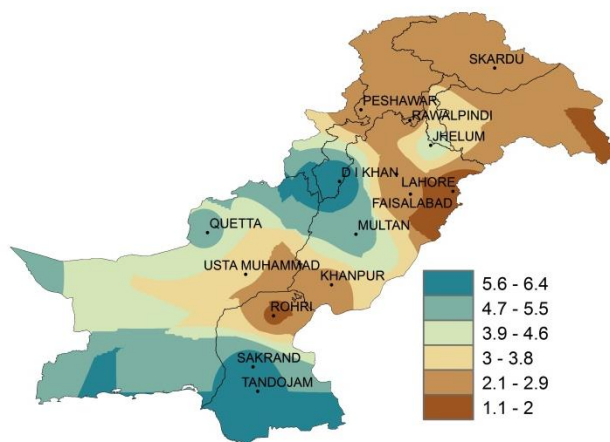 SKARDU
PESHAWAR
RAWALPINDI
JHELUM
D I KHAN
LAHORE
FAISALABAD
QUETTA
MULTAN
USTA MUHAMMAD
KHANPUR
ROHRI
SAKRAND
TANDOJAM
5.6 - 6.4
4.7 - 5.5
3.9 - 4.6
3 - 3.8
2.1 - 2.9
1.1 - 2